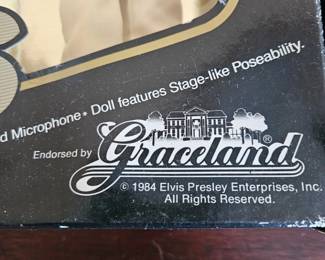 d Microphone • Doll features Stage-like Poseability.
Endorsed by
Graceland®
© 1984 Elvis Presley Enterprises, Inc.
All Rights Reserved.